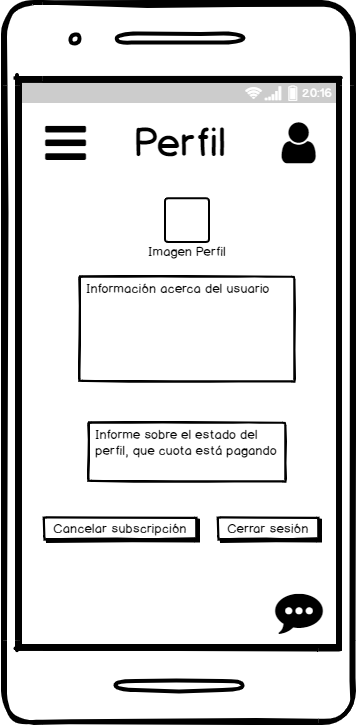 20:16
Perfil
Imagen Perfil
Información acerca del usuario
Informe sobre el estado del
perfil, que cuota está pagando
Cancelar subscripción
Cerrar sesión